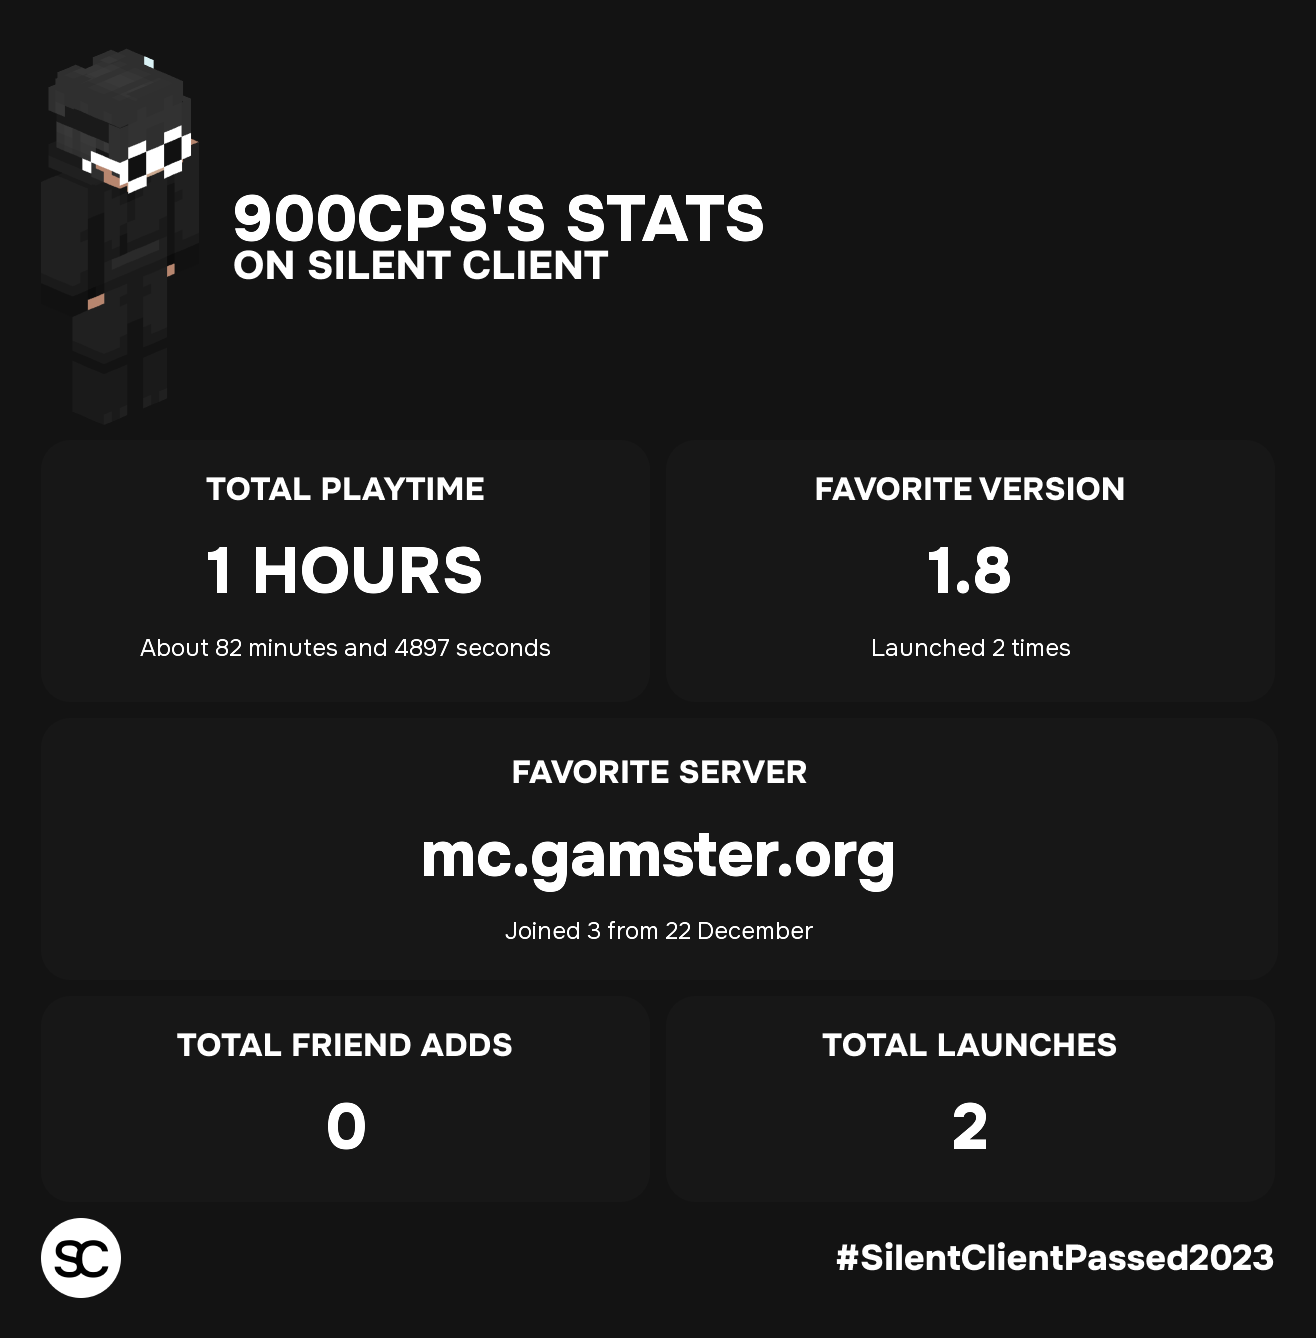 900CPS'S STATS
ON SILENT CLIENT
TOTAL PLAYTIME
1 HOURS
About 82 minutes and 4897 seconds
FAVORITE VERSION
1.8
Launched 2 times
FAVORITE SERVER
mc.gamster.org
Joined 3 from 22 December
TOTAL FRIEND ADDS
0
TOTAL LAUNCHES
2
SC
#SilentClientPassed2023